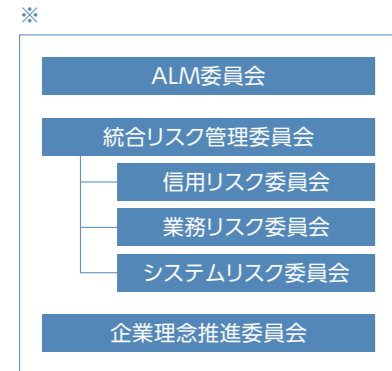 ※
ALM委員会
統合リスク管理委員会
信用リスク委員会
業務リスク委員会
システムリスク委員会
企業理念推進委員会